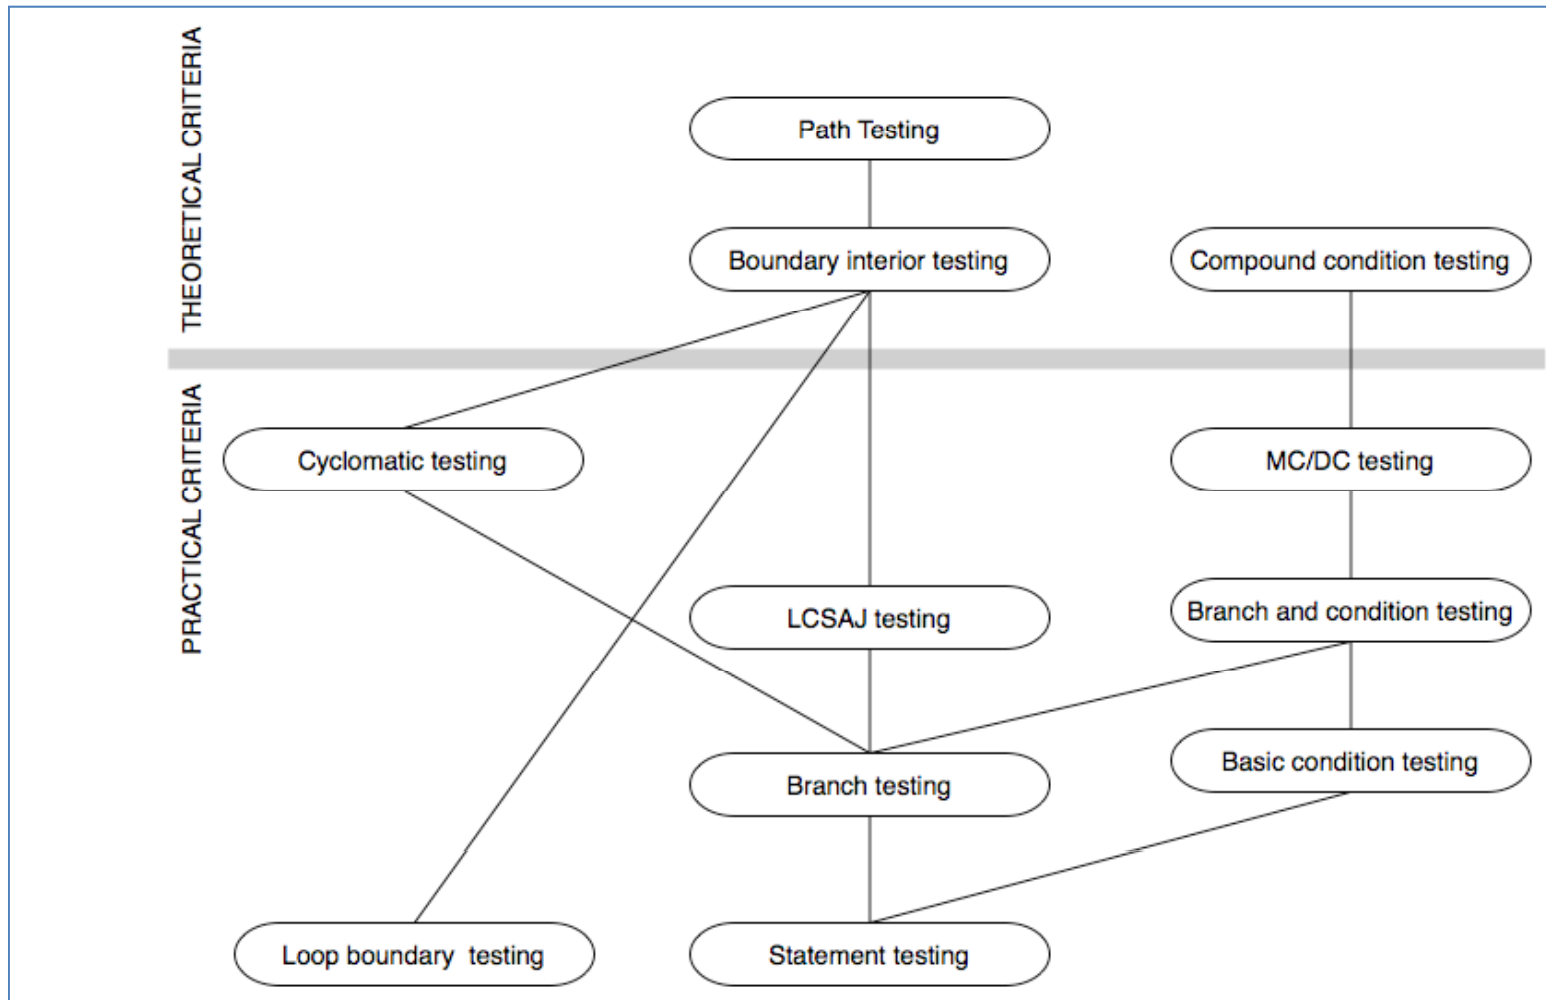 THEORETICAL CRITERIA
Path Testing
Boundary interior testing
Compound condition testing
PRACTICAL CRITERIA
Cyclomatic testing
MC/DC testing
LCSAJ testing
Branch and condition testing
Branch testing
Basic condition testing
Loop boundary testing
Statement testing